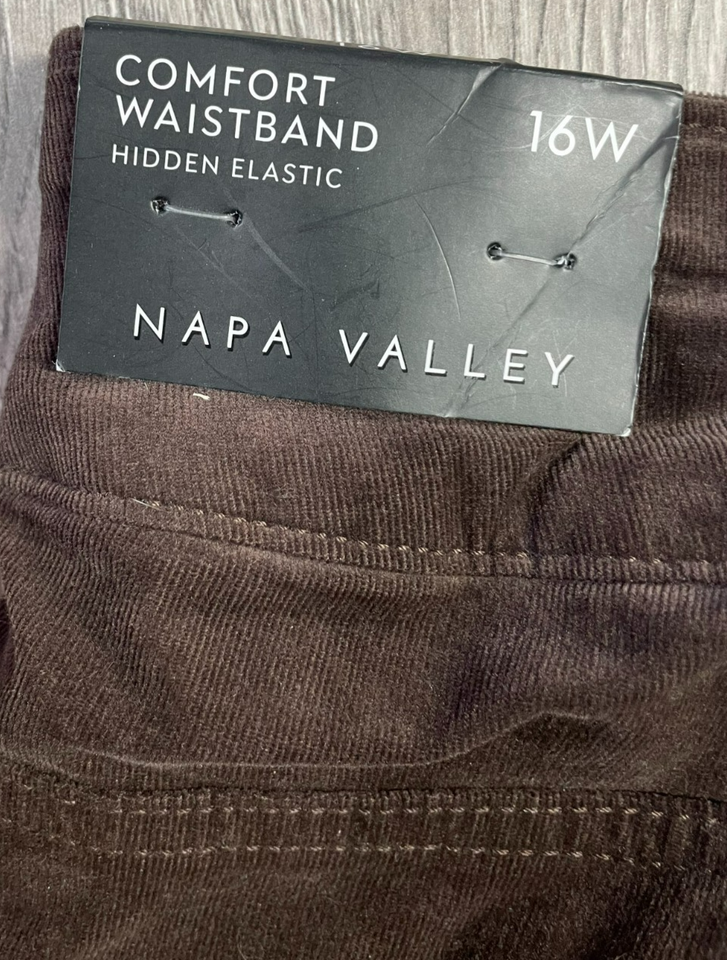 COMFORT
WAISTBAND
16W
HIDDEN ELASTIC
NAPA VALLEY